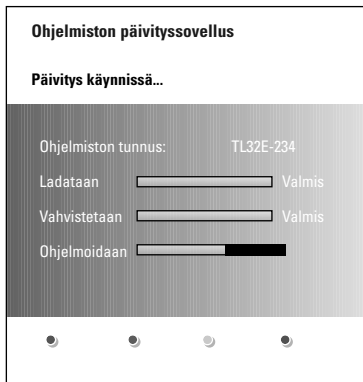 Ohjelmiston päivityssovellus
Päivitys käynnissä...
Ohjelmiston tunnus: TL32E-234
Ladataan Valmis
Vahvistetaan Valmis
Ohjelmoidaan